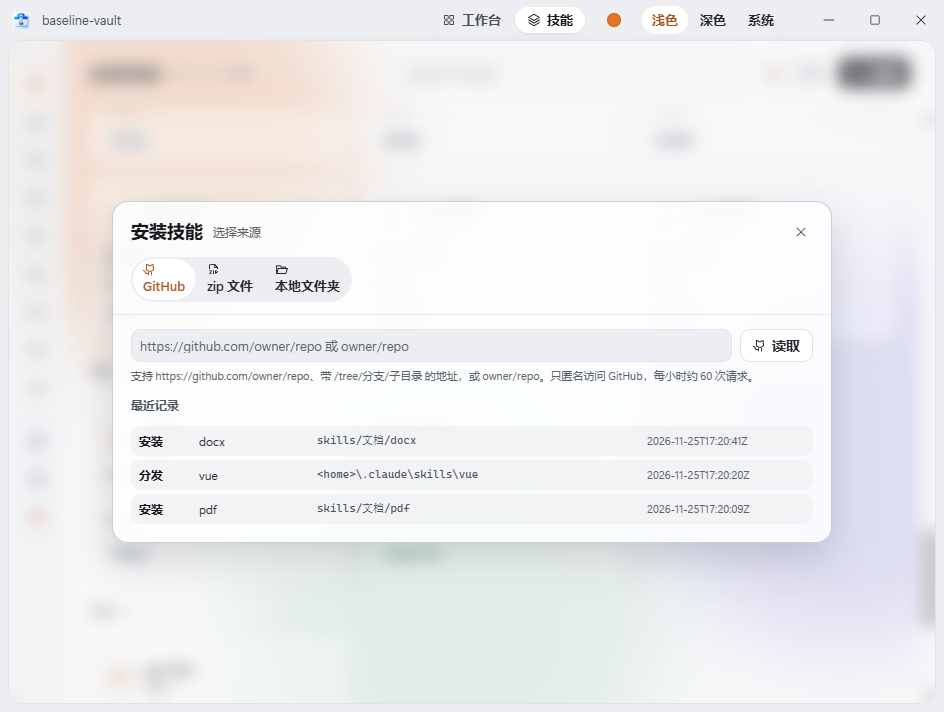 baseline-vault 工作台 技能 浅色 深色 系统
安装技能 选择来源
GitHub zip 文件 本地文件夹
https://github.com/owner/repo 或 owner/repo 读取
支持 https://github.com/owner/repo、带 /tree/分支/子目录 的地址，或 owner/repo。只匿名访问 GitHub，每小时约 60 次请求。
最近记录
安装 docx skills/文档/docx 2026-11-25T17:20:41Z
分发 vue <home>\.claude\skills\vue 2026-11-25T17:20:20Z
安装 pdf skills/文档/pdf 2026-11-25T17:20:09Z